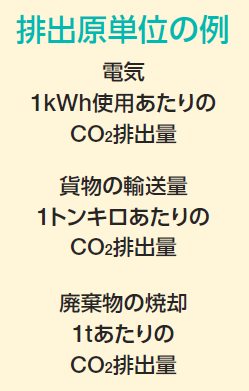 排出原単位の例
電気
1kWh使用あたりの
CO₂排出量
貨物の輸送量
1トンキロあたりの
CO₂排出量
廃棄物の焼却
1tあたりの
CO₂排出量